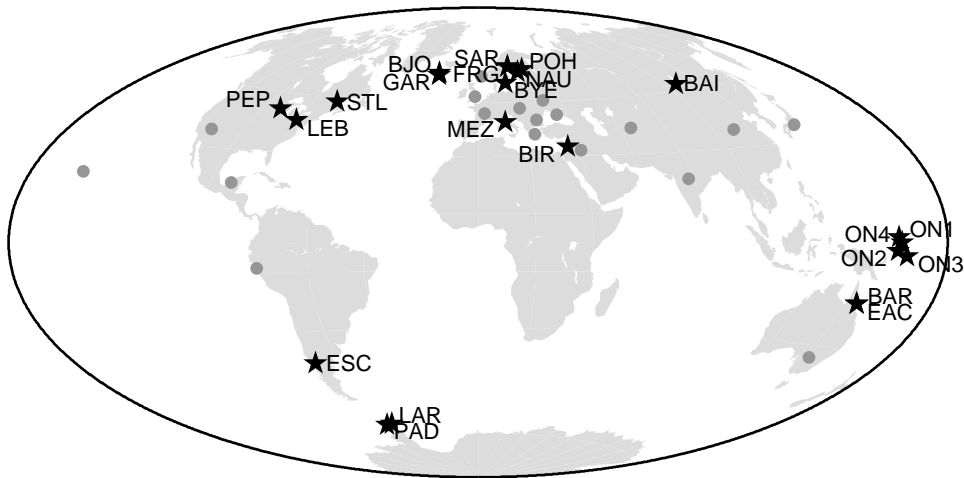 SAR
POH
BJO
FRG
NAU
GAR
BAI
BYE
PEP
STL
LEB
MEZ
BIR
ON4
ON1
ON2
ON3
BAR
EAC
ESC
LAR
PAD